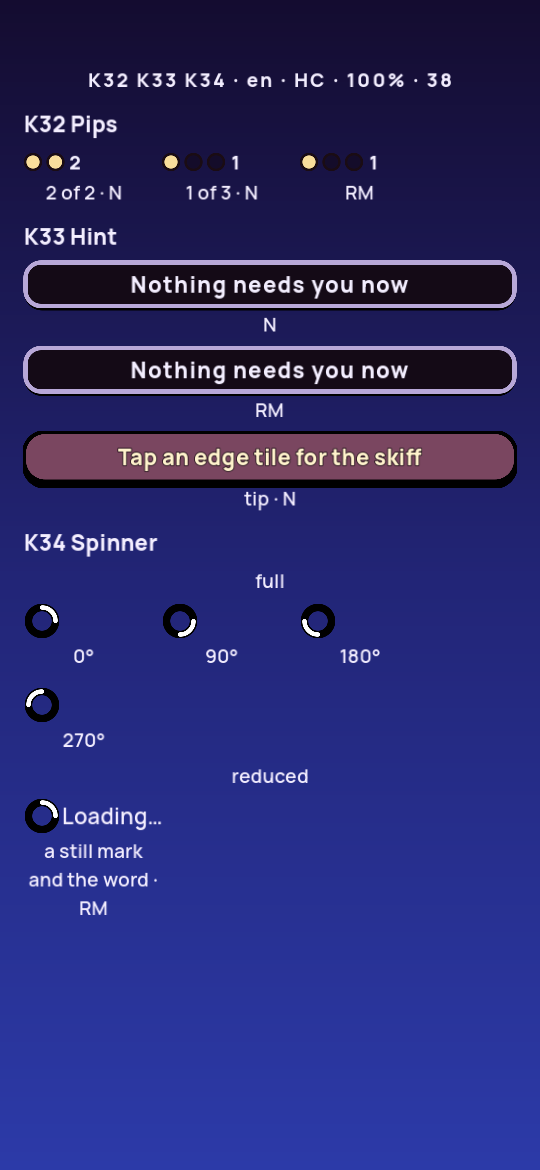 K32 K33 K34 · en · HC · 100% · 38
K32 Pips
2 1 1
2 of 2 · N 1 of 3 · N RM
K33 Hint
Nothing needs you now
N
Nothing needs you now
RM
Tap an edge tile for the skiff
tip · N
K34 Spinner
full
0° 90° 180°
270°
reduced
Loading…
a still mark
and the word ·
RM